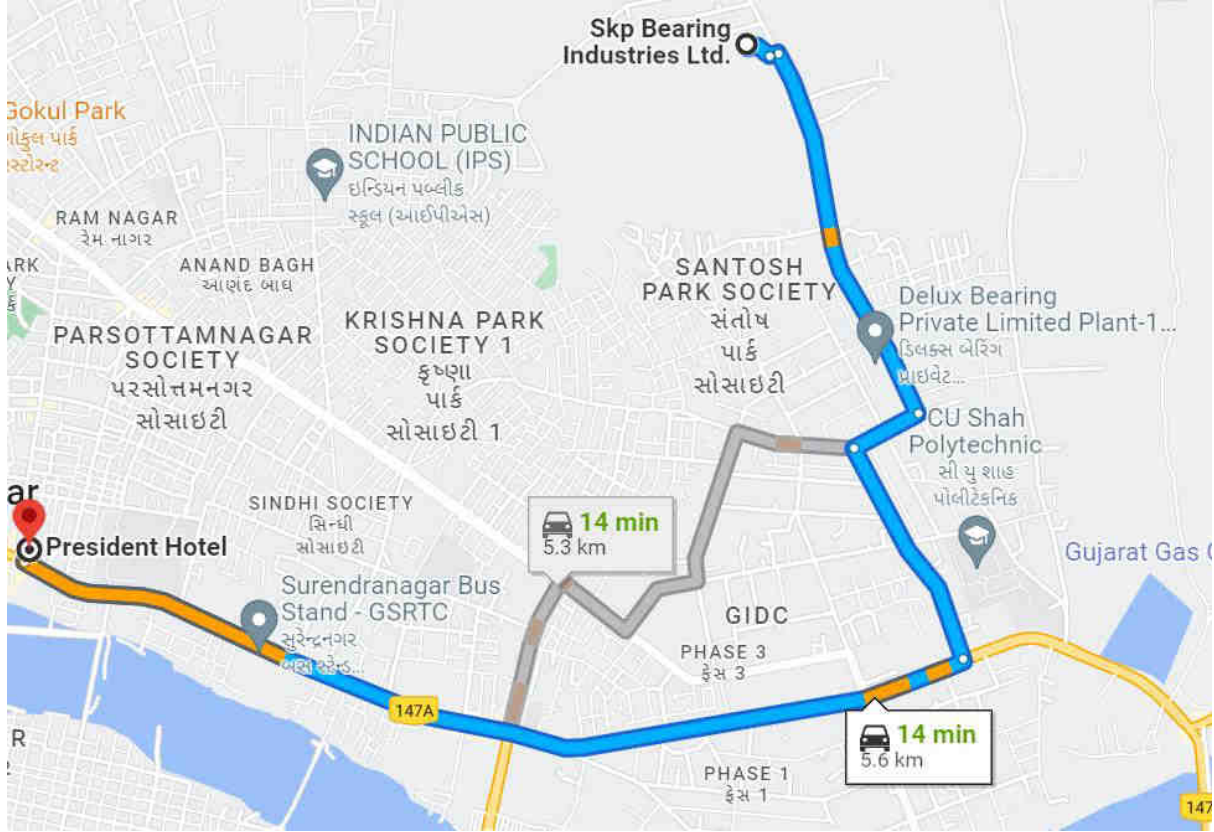 Skp Bearing
Industries Ltd.
Gokul Park
ગોકુલ પાર્ક
INDIAN PUBLIC
SCHOOL (IPS)
ઇન્ડિયન પબ્લીક
સ્કૂલ (આઈપીએસ)
RAM NAGAR
રેમ નાગર
ARK
ANAND BAGH
આણંદ બાધ
SANTOSH
PARK SOCIETY
સંતોષ
પાર્ક
સોસાઇટી
Delux Bearing
Private Limited Plant-1...
ડિલક્સ બેરિંગ
પ્રાઇવેટ...
PARSOTTAMNAGAR
SOCIETY
પરસોત્તમનગર
સોસાઇટી
KRISHNA PARK
SOCIETY 1
કૃષ્ણા
પાર્ક
સોસાઇટી 1
CU Shah
Polytechnic
સી યુ શાહ
પોલીટેકનિક
ar
SINDHI SOCIETY
સિન્ધી
સોસાઇટી
14 min
5.3 km
President Hotel
Gujarat Gas
Surendranagar Bus
Stand - GSRTC
સુરેન્દ્રનગર
બસ સ્ટેન્ડ...
GIDC
PHASE 3
ફેસ 3
147A
R
14 min
5.6 km
PHASE 1
ફેસ 1
147